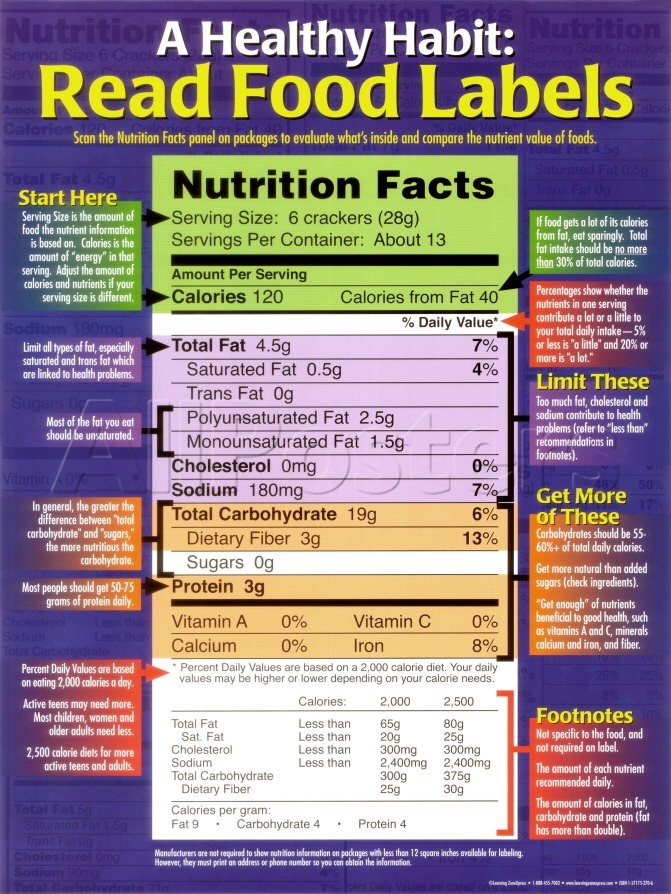 A Healthy Habit:
Read Food Labels
Scan the Nutrition Facts panel on packages to evaluate what's inside and compare the nutrient value of foods.
Start Here
Serving Size is the amount of
food the nutrient information
is based on. Calories is the
amount of "energy" in that
serving. Adjust the amount of
calories and nutrients if your
serving size is different.
Limit all types of fat, especially
saturated and trans fat which
are linked to health problems.
Most of the fat you eat
should be unsaturated.
In general, the greater the
difference between "total
carbohydrate" and "sugars,"
the more nutritious the
carbohydrate.
Most people should get 50-75
grams of protein daily.
Percent Daily Values are based
on eating 2,000 calories a day.
Active teens may need more.
Most children, women and
older adults need less.
2,500 calorie diets for more
active teens and adults.
Nutrition Facts
Serving Size: 6 crackers (28g)
Servings Per Container: About 13
Amount Per Serving
Calories 120 Calories from Fat 40
% Daily Value*
Total Fat 4.5g 7%
Saturated Fat 0.5g 4%
Trans Fat 0g
Polyunsaturated Fat 2.5g
Monounsaturated Fat 1.5g
Cholesterol 0mg 0%
Sodium 180mg 7%
Total Carbohydrate 19g 6%
Dietary Fiber 3g 13%
Sugars 0g
Protein 3g
Vitamin A 0% Vitamin C 0%
Calcium 0% Iron 8%
* Percent Daily Values are based on a 2,000 calorie diet. Your daily
values may be higher or lower depending on your calorie needs.
Calories: 2,000 2,500
Total Fat Less than 65g 80g
Sat. Fat Less than 20g 25g
Cholesterol Less than 300mg 300mg
Sodium Less than 2,400mg 2,400mg
Total Carbohydrate 300g 375g
Dietary Fiber 25g 30g
Calories per gram:
Fat 9 • Carbohydrate 4 • Protein 4
If food gets a lot of its calories
from fat, eat sparingly. Total
fat intake should be no more
than 30% of total calories.
Percentages show whether the
nutrients in one serving
contribute a lot or a little to
your total daily intake—5%
or less is "a little" and 20% or
more is "a lot."
Limit These
Too much fat, cholesterol and
sodium contribute to health
problems (refer to "less than"
recommendations in
footnotes).
Get More
of These
Carbohydrates should be 55-
60%+ of total daily calories.
Get more natural than added
sugars (check ingredients).
"Get enough" of nutrients
beneficial to good health, such
as vitamins A and C, minerals
calcium and iron, and fiber.
Footnotes
Not specific to the food, and
not required on label.
The amount of each nutrient
recommended daily.
The amount of calories in fat,
carbohydrate and protein (fat
has more than double).
Manufacturers are not required to show nutrition information on packages with less than 12 square inches available for labeling.
However, they must print an address or phone number so you can obtain the information.
AllPosters